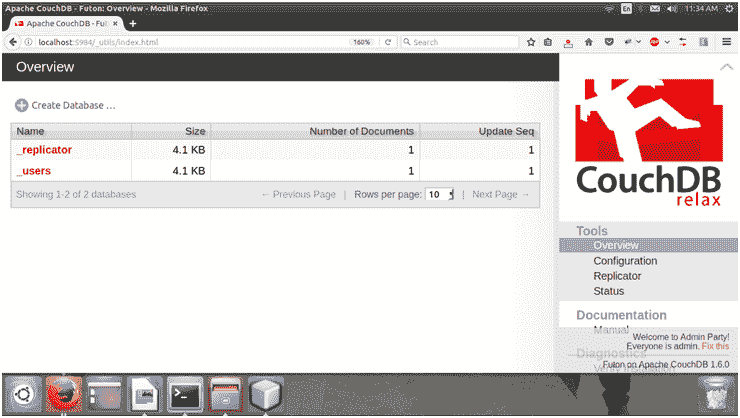 Apache CouchDB - Futon: Overview - Mozilla Firefox
En
11:34 AM
Apache CouchDB - Fut
localhost:5984/_utils/index.html
160%
Search
ABP
Overview
Create Database ...
Name Size Number of Documents Update Seq
_replicator 4.1 KB 1 1
_users 4.1 KB 1 1
Showing 1-2 of 2 databases ← Previous Page | Rows per page: 10 | Next Page →
CouchDB
relax
Tools
Overview
Configuration
Replicator
Status
Documentation
Manual
Welcome to Admin Party!
Everyone is admin. Fix this
Diagnostics
Futon on Apache CouchDB 1.6.0